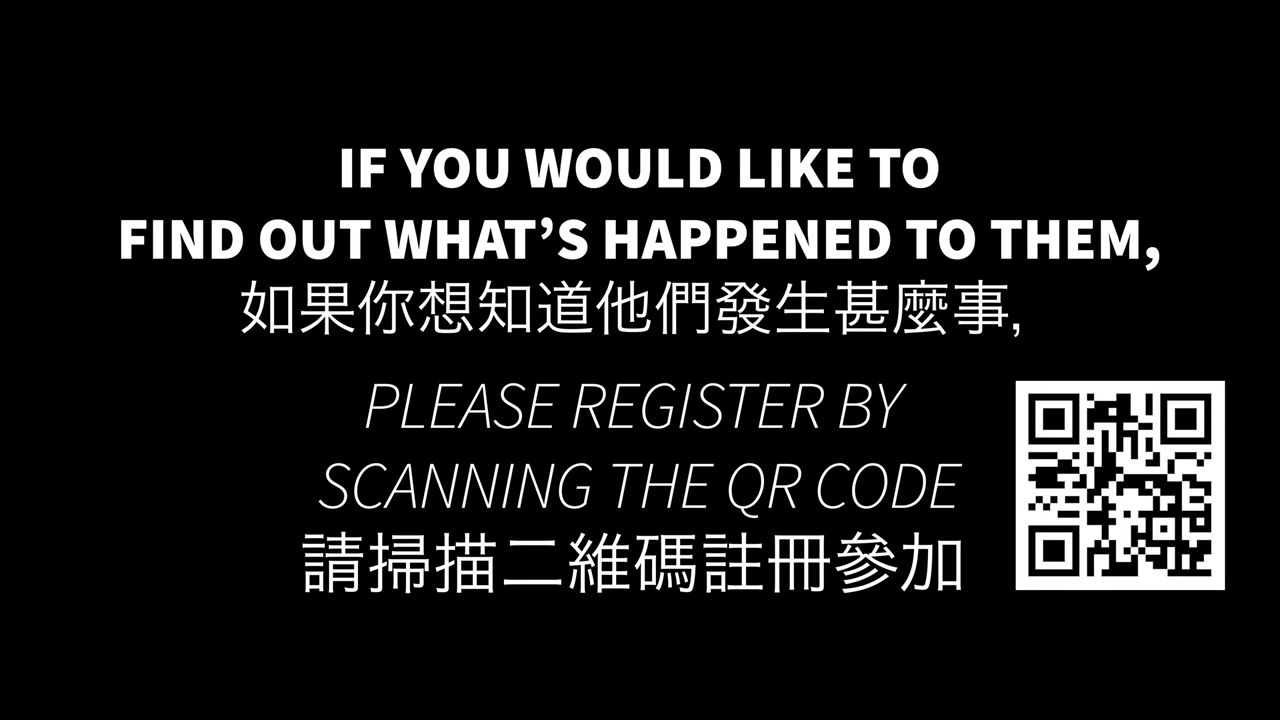 IF YOU WOULD LIKE TO
FIND OUT WHAT’S HAPPENED TO THEM,
如果你想知道他們發生甚麼事,
PLEASE REGISTER BY
SCANNING THE QR CODE
請掃描二維碼註冊參加